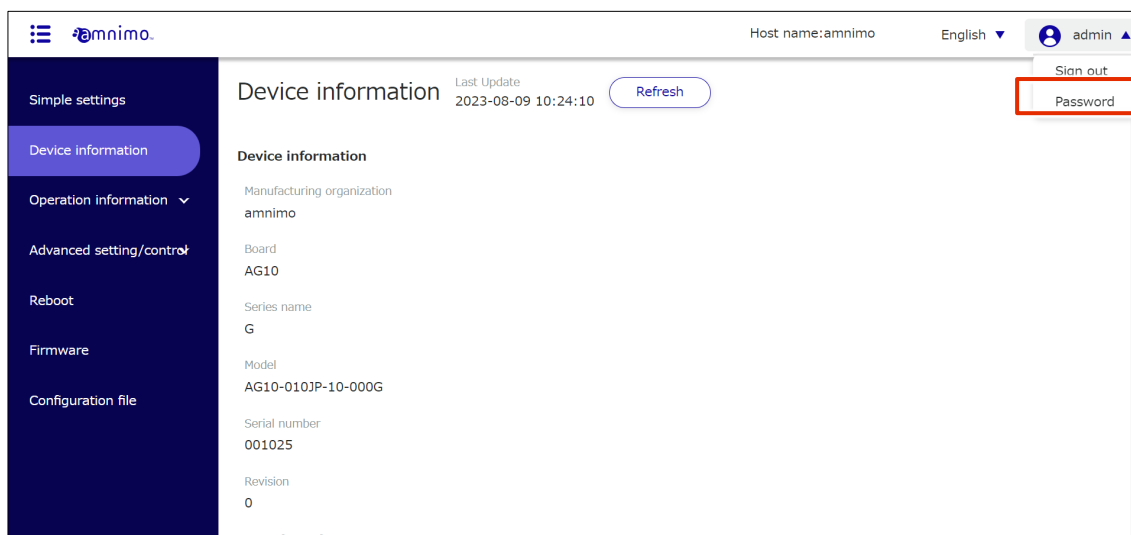 amnimo
Host name:amnimo
English
admin
Sign out
Password
Simple settings
Device information
Operation information
Advanced setting/control
Reboot
Firmware
Configuration file
Device information
Last Update
2023-08-09 10:24:10
Refresh
Device information
Manufacturing organization
amnimo
Board
AG10
Series name
G
Model
AG10-010JP-10-000G
Serial number
001025
Revision
0